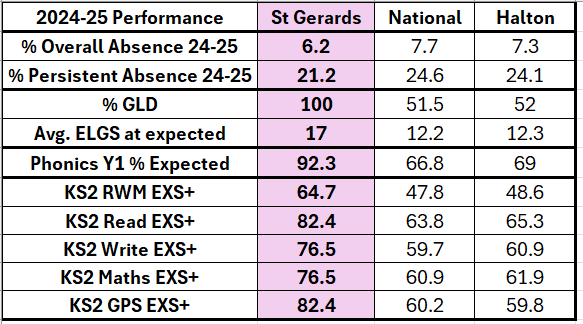 2024-25 Performance St Gerards National Halton
% Overall Absence 24-25 6.2 7.7 7.3
% Persistent Absence 24-25 21.2 24.6 24.1
% GLD 100 51.5 52
Avg. ELGS at expected 17 12.2 12.3
Phonics Y1 % Expected 92.3 66.8 69
KS2 RWM EXS+ 64.7 47.8 48.6
KS2 Read EXS+ 82.4 63.8 65.3
KS2 Write EXS+ 76.5 59.7 60.9
KS2 Maths EXS+ 76.5 60.9 61.9
KS2 GPS EXS+ 82.4 60.2 59.8